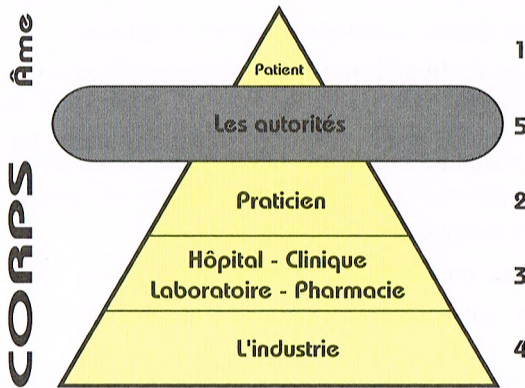 Âme
Patient
1
Les autorités
5
CORPS
Praticien
2
Hôpital - Clinique
Laboratoire - Pharmacie
3
L'industrie
4